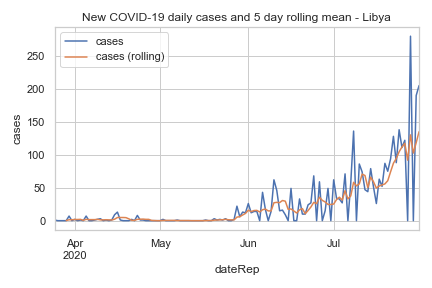 New COVID-19 daily cases and 5 day rolling mean - Libya
cases
cases (rolling)
250
200
150
100
50
0
cases
Apr
2020
May
Jun
Jul
dateRep